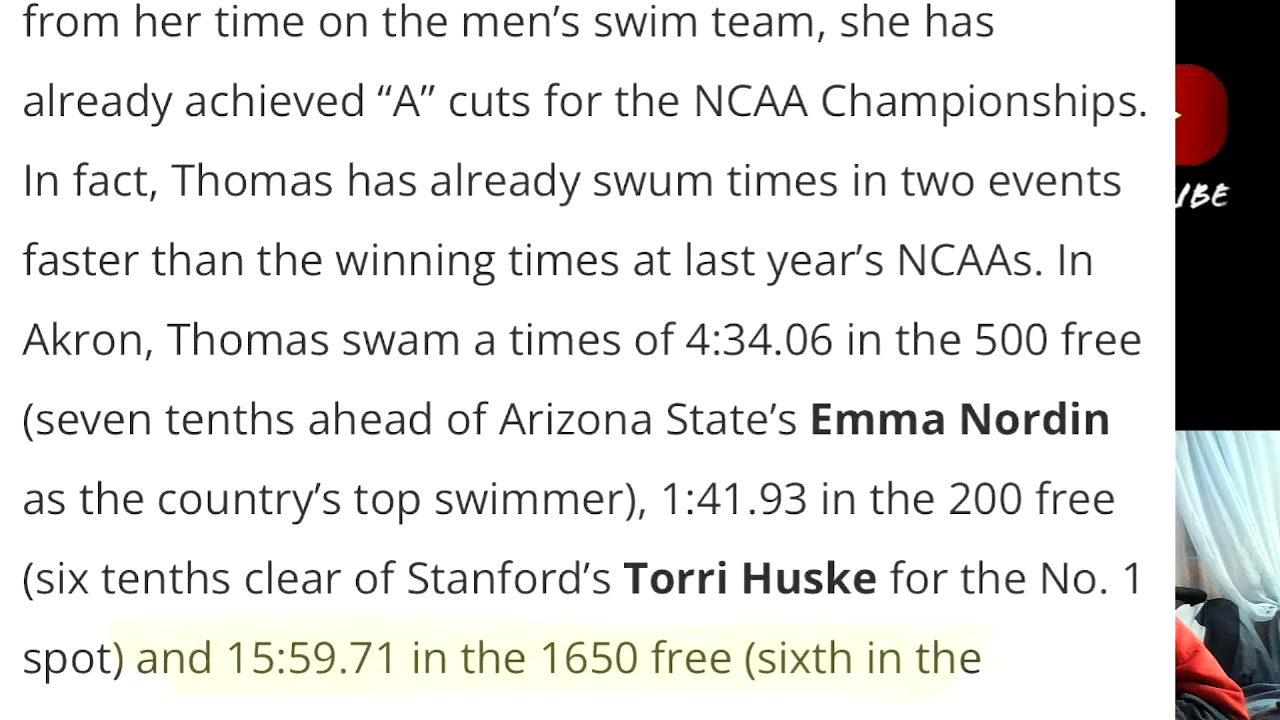 from her time on the men’s swim team, she has
already achieved “A” cuts for the NCAA Championships.
In fact, Thomas has already swum times in two events
faster than the winning times at last year’s NCAAs. In
Akron, Thomas swam a times of 4:34.06 in the 500 free
(seven tenths ahead of Arizona State’s Emma Nordin
as the country’s top swimmer), 1:41.93 in the 200 free
(six tenths clear of Stanford’s Torri Huske for the No. 1
spot) and 15:59.71 in the 1650 free (sixth in the